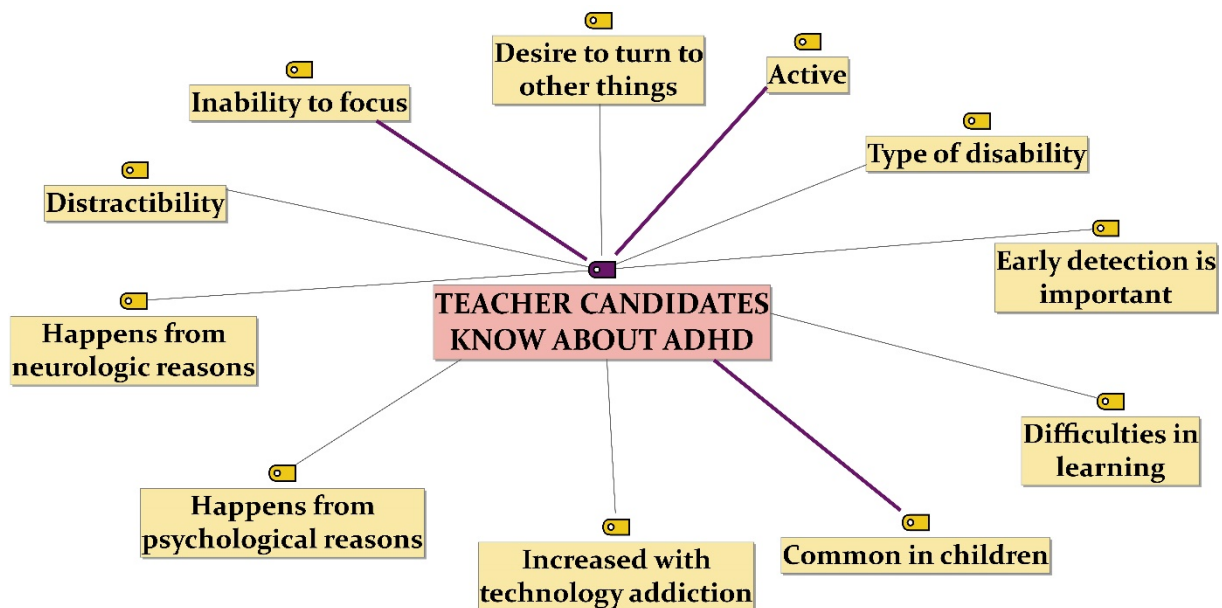 Desire to turn to
other things
Active
Inability to focus
Type of disability
Distractibility
Early detection is
important
TEACHER CANDIDATES
KNOW ABOUT ADHD
Happens from
neurologic reasons
Difficulties in
learning
Happens from
psychological reasons
Increased with
technology addiction
Common in children